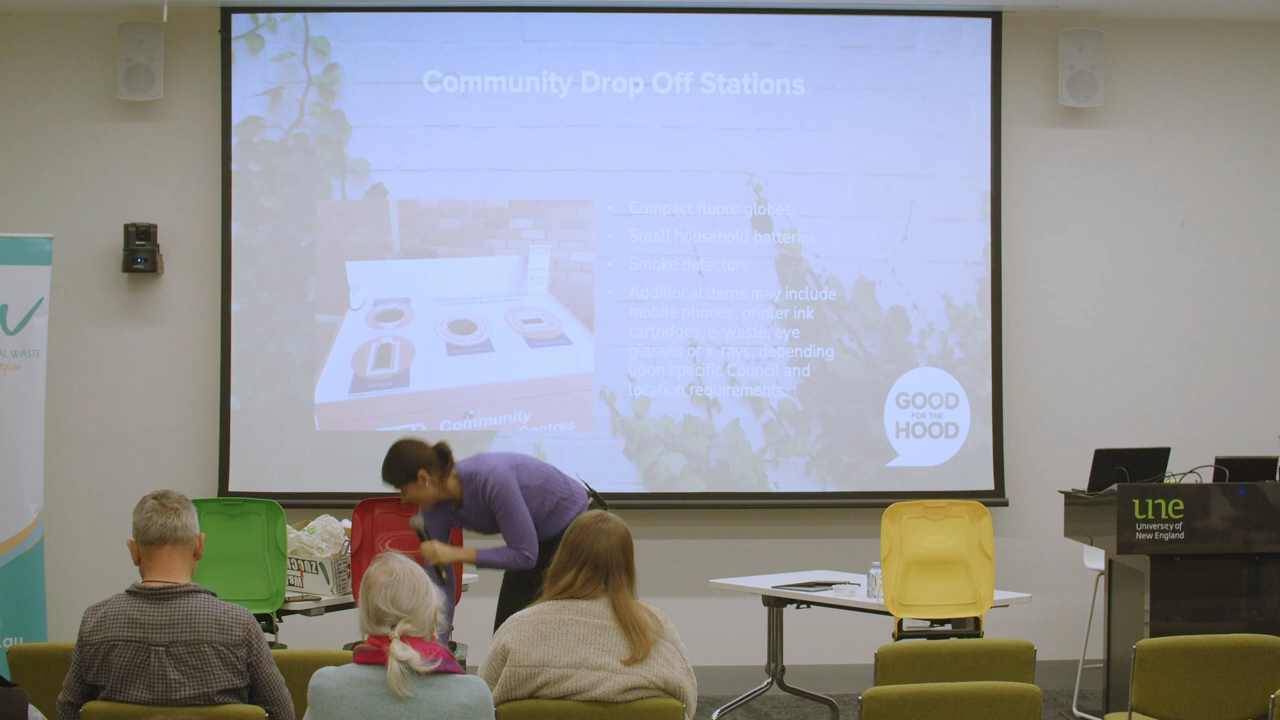 Community Drop Off Stations
• Compact fluoro globes
• Small household batteries
• Smoke detectors
• Additional items may include
mobile phones, printer ink
cartridges, e-waste, eye
glasses or x-rays, depending
upon specific Council and
location requirements.
Community
GOOD
FOR THE
HOOD
AL WASTE
une
University of
New England